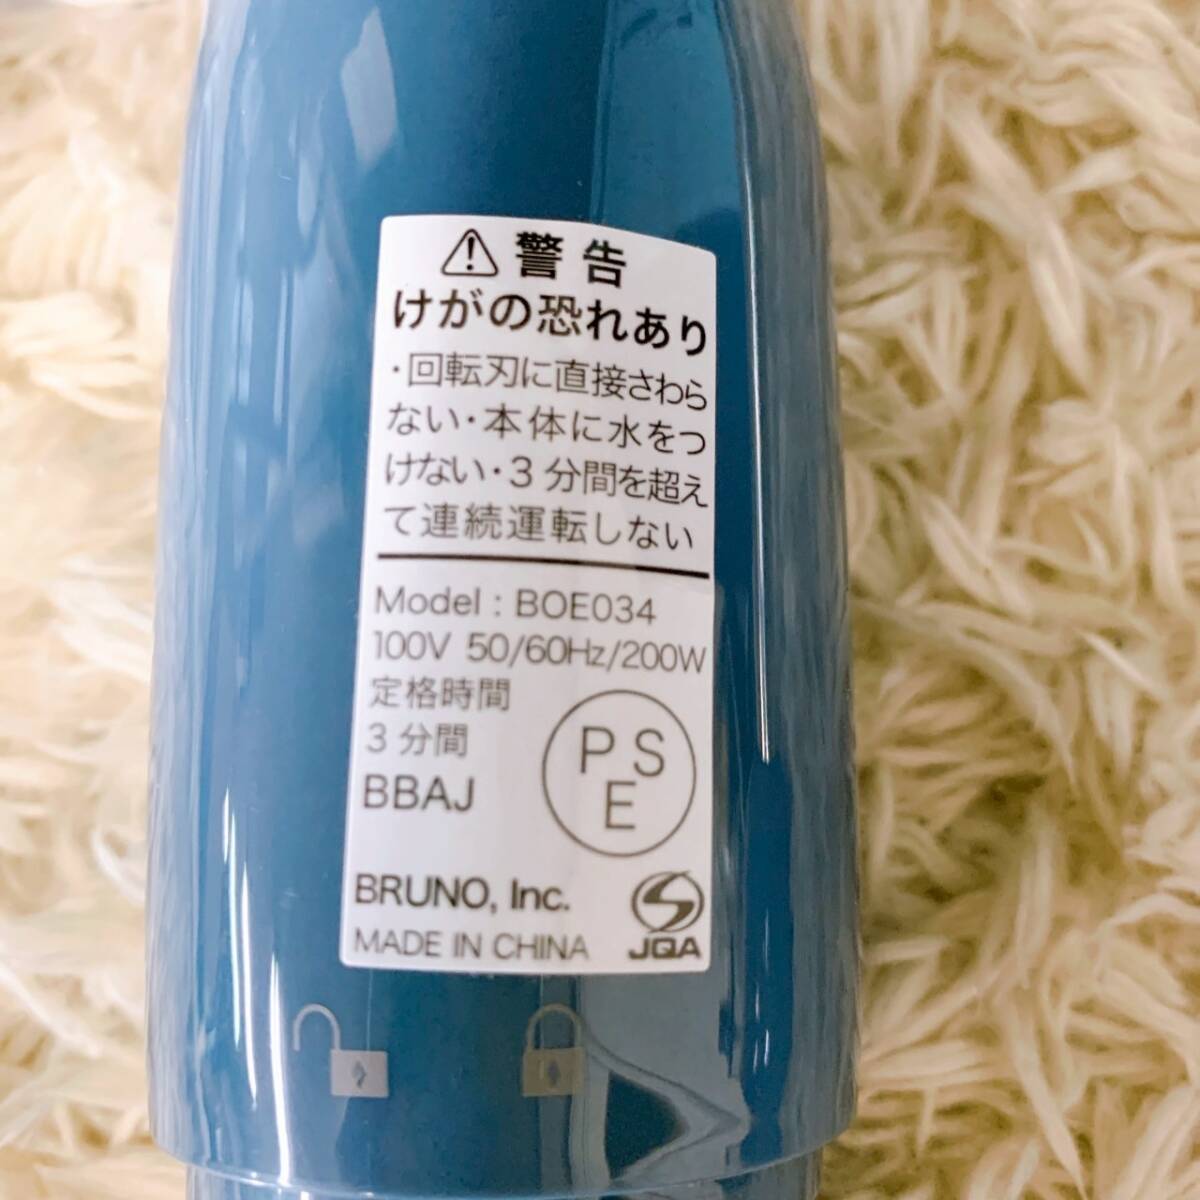 警告
けがの恐れあり
・回転刃に直接さわら
ない・本体に水をつ
けない・3分間を超え
て連続運転しない
Model : BOE034
100V 50/60Hz/200W
定格時間
3分間
BBAJ
PSE
BRUNO, Inc.
JQA
MADE IN CHINA